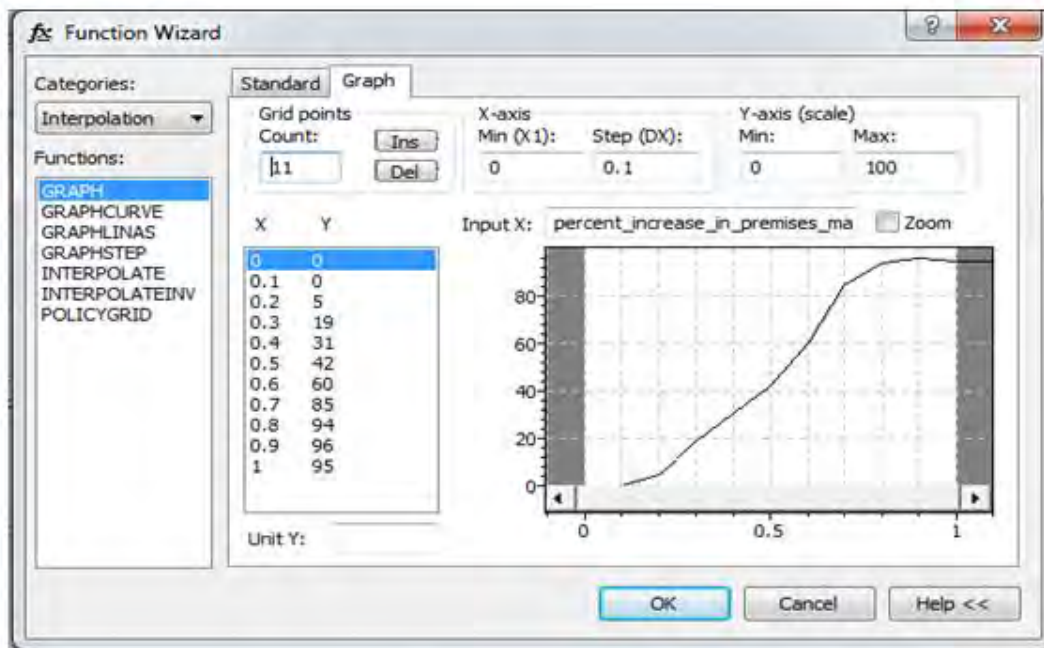 fx Function Wizard
Categories:
Interpolation
Functions:
GRAPH
GRAPHCURVE
GRAPHLINAS
GRAPHSTEP
INTERPOLATE
INTERPOLATEINV
POLICYGRID
Standard Graph
Grid points
Count:
11
Ins
Del
X-axis
Min (X1): Step (DX):
0 0.1
Y-axis (scale)
Min: Max:
0 100
X Y
0 0
0.1 0
0.2 5
0.3 19
0.4 31
0.5 42
0.6 60
0.7 85
0.8 94
0.9 96
1 95
Unit Y:
Input X: percent_increase_in_premises_ma Zoom
80
60
40
20
0
0 0.5 1
OK Cancel Help <<